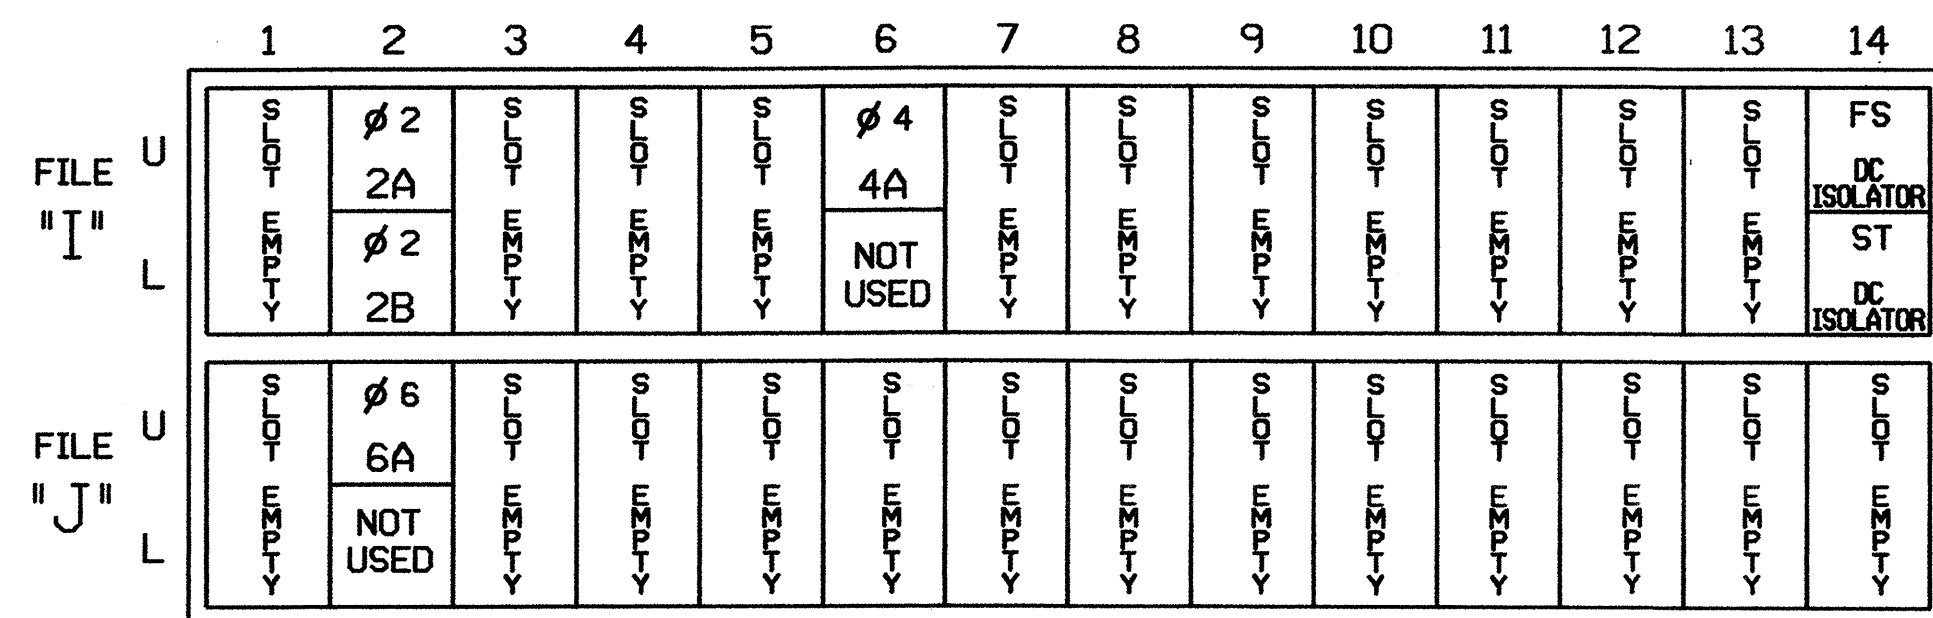 1 2 3 4 5 6 7 8 9 10 11 12 13 14
FILE "I"
U
L
SLOT EMPTY
Ø 2
2A
Ø 2
2B
SLOT EMPTY
SLOT EMPTY
SLOT EMPTY
Ø 4
4A
NOT USED
SLOT EMPTY
SLOT EMPTY
SLOT EMPTY
SLOT EMPTY
SLOT EMPTY
SLOT EMPTY
SLOT EMPTY
FS
DC
ISOLATOR
ST
DC
ISOLATOR
FILE "J"
U
L
SLOT EMPTY
Ø 6
6A
NOT USED
SLOT EMPTY
SLOT EMPTY
SLOT EMPTY
SLOT EMPTY
SLOT EMPTY
SLOT EMPTY
SLOT EMPTY
SLOT EMPTY
SLOT EMPTY
SLOT EMPTY
SLOT EMPTY
SLOT EMPTY